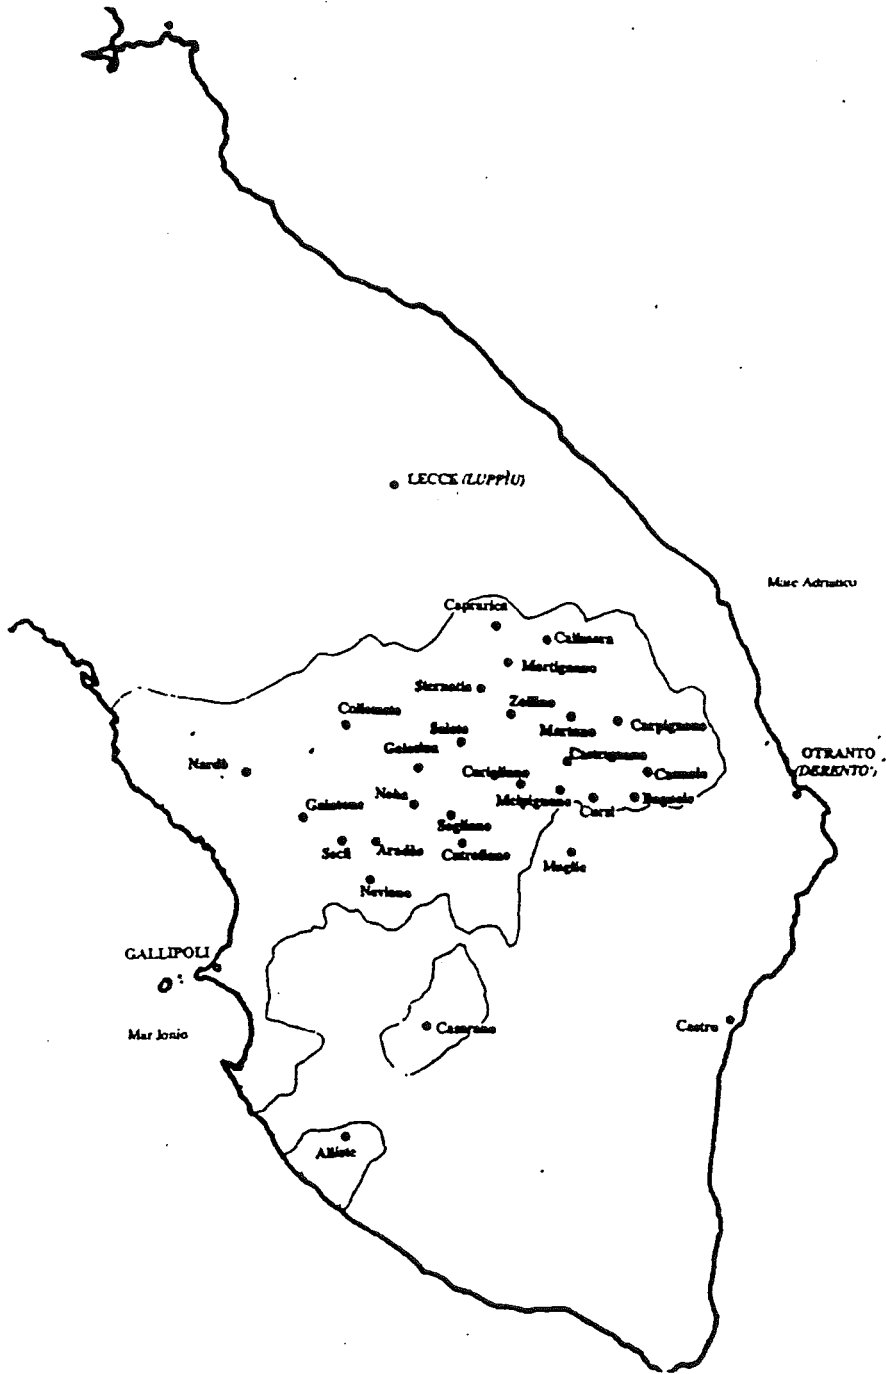 LECCE (LUPPÌU)
Mare Adriatico
Caprarica
Calimera
Martignano
Sternatia
Zollino
Collemeto
Martano
Carpignano
Soleto
Galatina
Castrignano
OTRANTO
(DERENTÒ)
Nardò
Corigliano
Cannole
Noha
Melpignano
Bagnolo
Galatone
Cursi
Sogliano
Seclì
Aradeo
Cutrofiano
Maglie
Neviano
GALLIPOLI
Casarano
Castro
Mar Jonio
Alliste